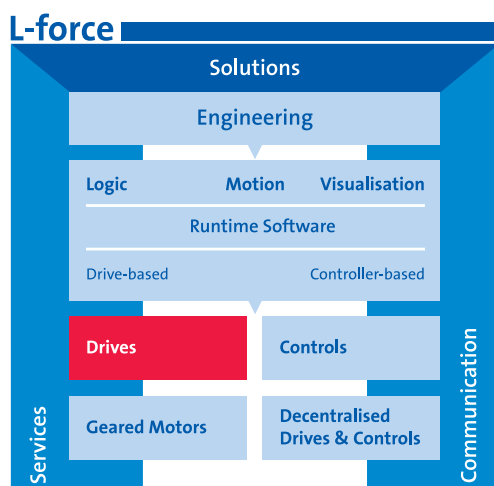 L-force
Solutions
Engineering
Logic Motion Visualisation
Runtime Software
Drive-based Controller-based
Drives Controls
Geared Motors
Decentralised
Drives & Controls
Services
Communication